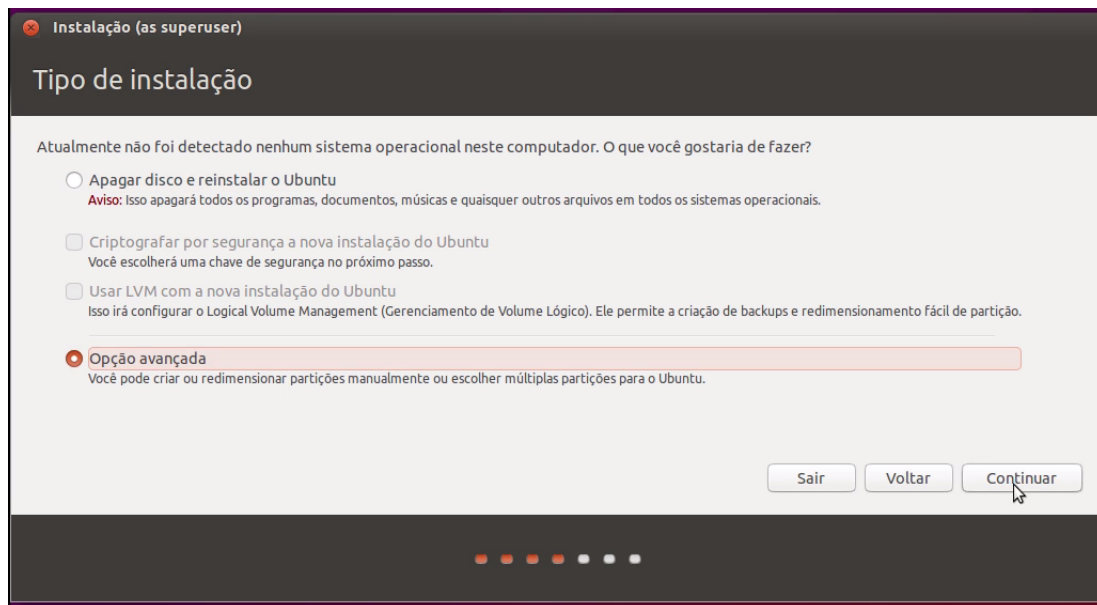 Instalação (as superuser)
Tipo de instalação
Atualmente não foi detectado nenhum sistema operacional neste computador. O que você gostaria de fazer?
Apagar disco e reinstalar o Ubuntu
Aviso: Isso apagará todos os programas, documentos, músicas e quaisquer outros arquivos em todos os sistemas operacionais.
Criptografar por segurança a nova instalação do Ubuntu
Você escolherá uma chave de segurança no próximo passo.
Usar LVM com a nova instalação do Ubuntu
Isso irá configurar o Logical Volume Management (Gerenciamento de Volume Lógico). Ele permite a criação de backups e redimensionamento fácil de partição.
Opção avançada
Você pode criar ou redimensionar partições manualmente ou escolher múltiplas partições para o Ubuntu.
Sair Voltar Continuar